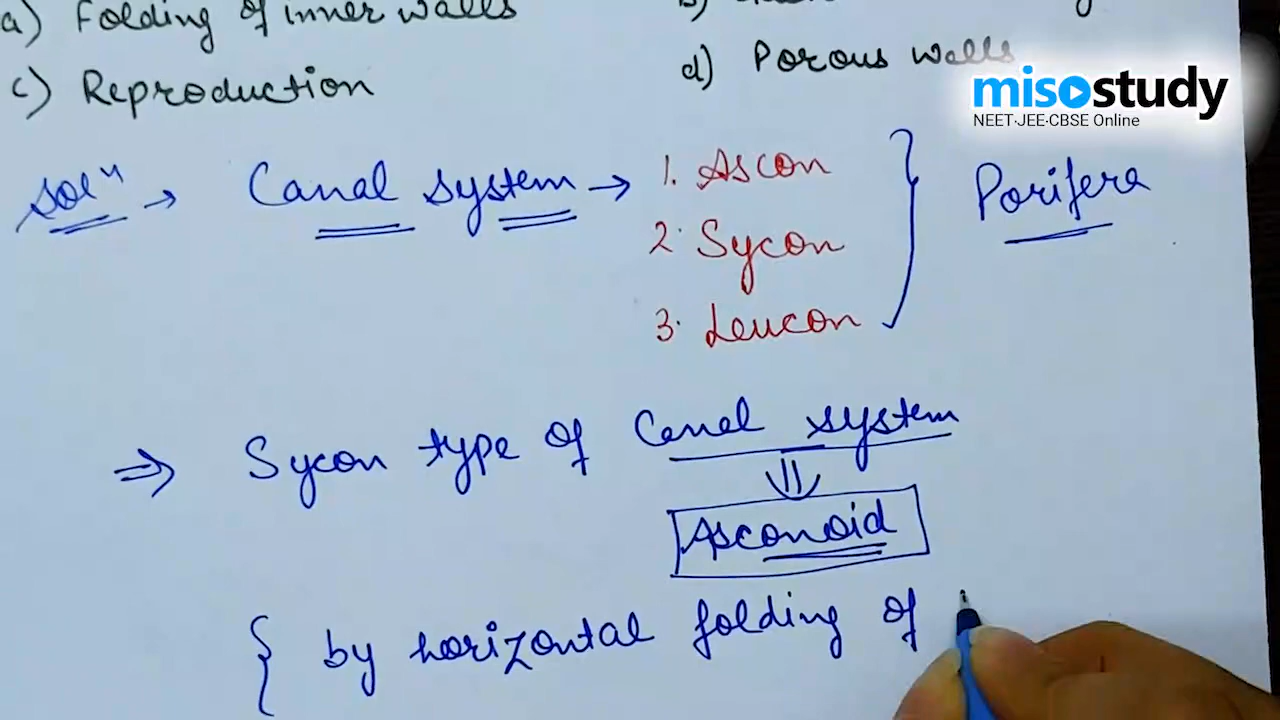 a) Folding of inner walls
c) Reproduction
d) Porous walls
misostudy
NEET-JEE-CBSE Online
Solⁿ → Canal system → 1. Ascon
2. Sycon
3. Leucon
Porifera
⇒ Sycon type of Canal system
Asconoid
{ by horizontal folding of